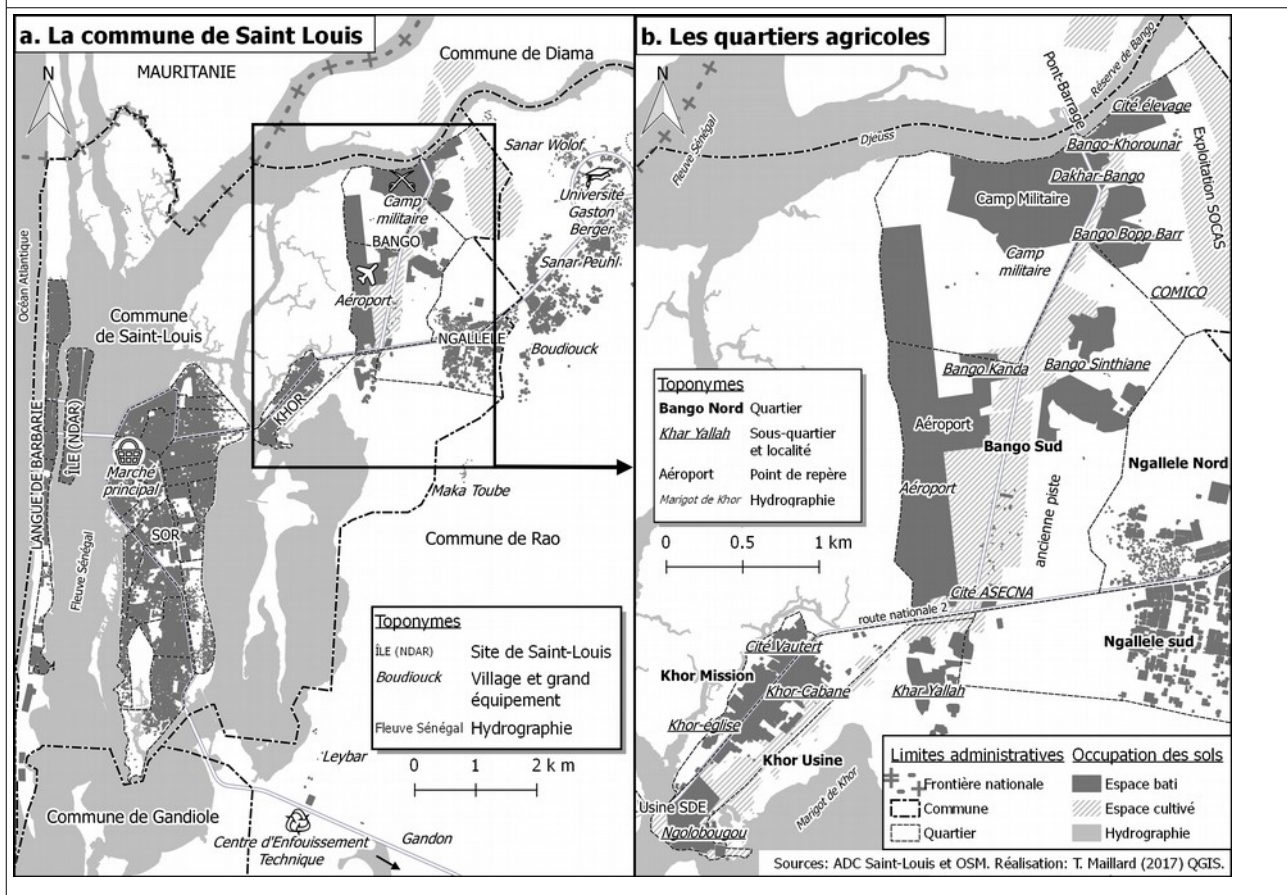 a. La commune de Saint Louis
N
MAURITANIE
Commune de Diama
Sanar Wolof
Université
Gaston
Berger
Camp
militaire
BANGO
Sanar Peuhl
Aéroport
Océan Atlantique
Commune
de Saint-Louis
NGALLELE
Boudiouck
KHOR
LANGUE DE BARBARIE
ÎLE (NDAR)
Marché
principal
Maka Toube
SOR
Commune de Rao
Fleuve Sénégal
Toponymes
ÎLE (NDAR) Site de Saint-Louis
Boudiouck Village et grand
équipement
Fleuve Sénégal Hydrographie
Leybar
0 1 2 k m
Commune de Gandiole
Centre d'Enfouissement
Technique
Gandon
b. Les quartiers agricoles
N
Réserve de Bango
Pont-Barrage
Cité élevage
Djeuss
Fleuve Sénégal
Bango-Khorounar
Dakhar-Bango
Exploitation SOCAS
Camp Militaire
Bango Bopp Barr
Camp
militaire
COMICO
Bango Kanda
Bango Sinthiane
Toponymes
Bango Nord Quartier
Khar Yallah Sous-quartier
et localité
Aéroport Point de repère
Marigot de Khor Hydrographie
Aéroport
Bango Sud
Ngallele Nord
Aéroport
ancienne piste
0 0.5 1 km
Cité ASECNA
route nationale 2
Cité Vautert
Ngallele sud
Khor Mission
Khor-Cabane
Khar Yallah
Khor-église
Khor Usine
Marigot de Khor
Usine SDE
Ngolobougou
Limites administratives
Frontière nationale
Commune
Quartier
Occupation des sols
Espace bati
Espace cultivé
Hydrographie
Sources: ADC Saint-Louis et OSM. Réalisation: T. Maillard (2017) QGIS.